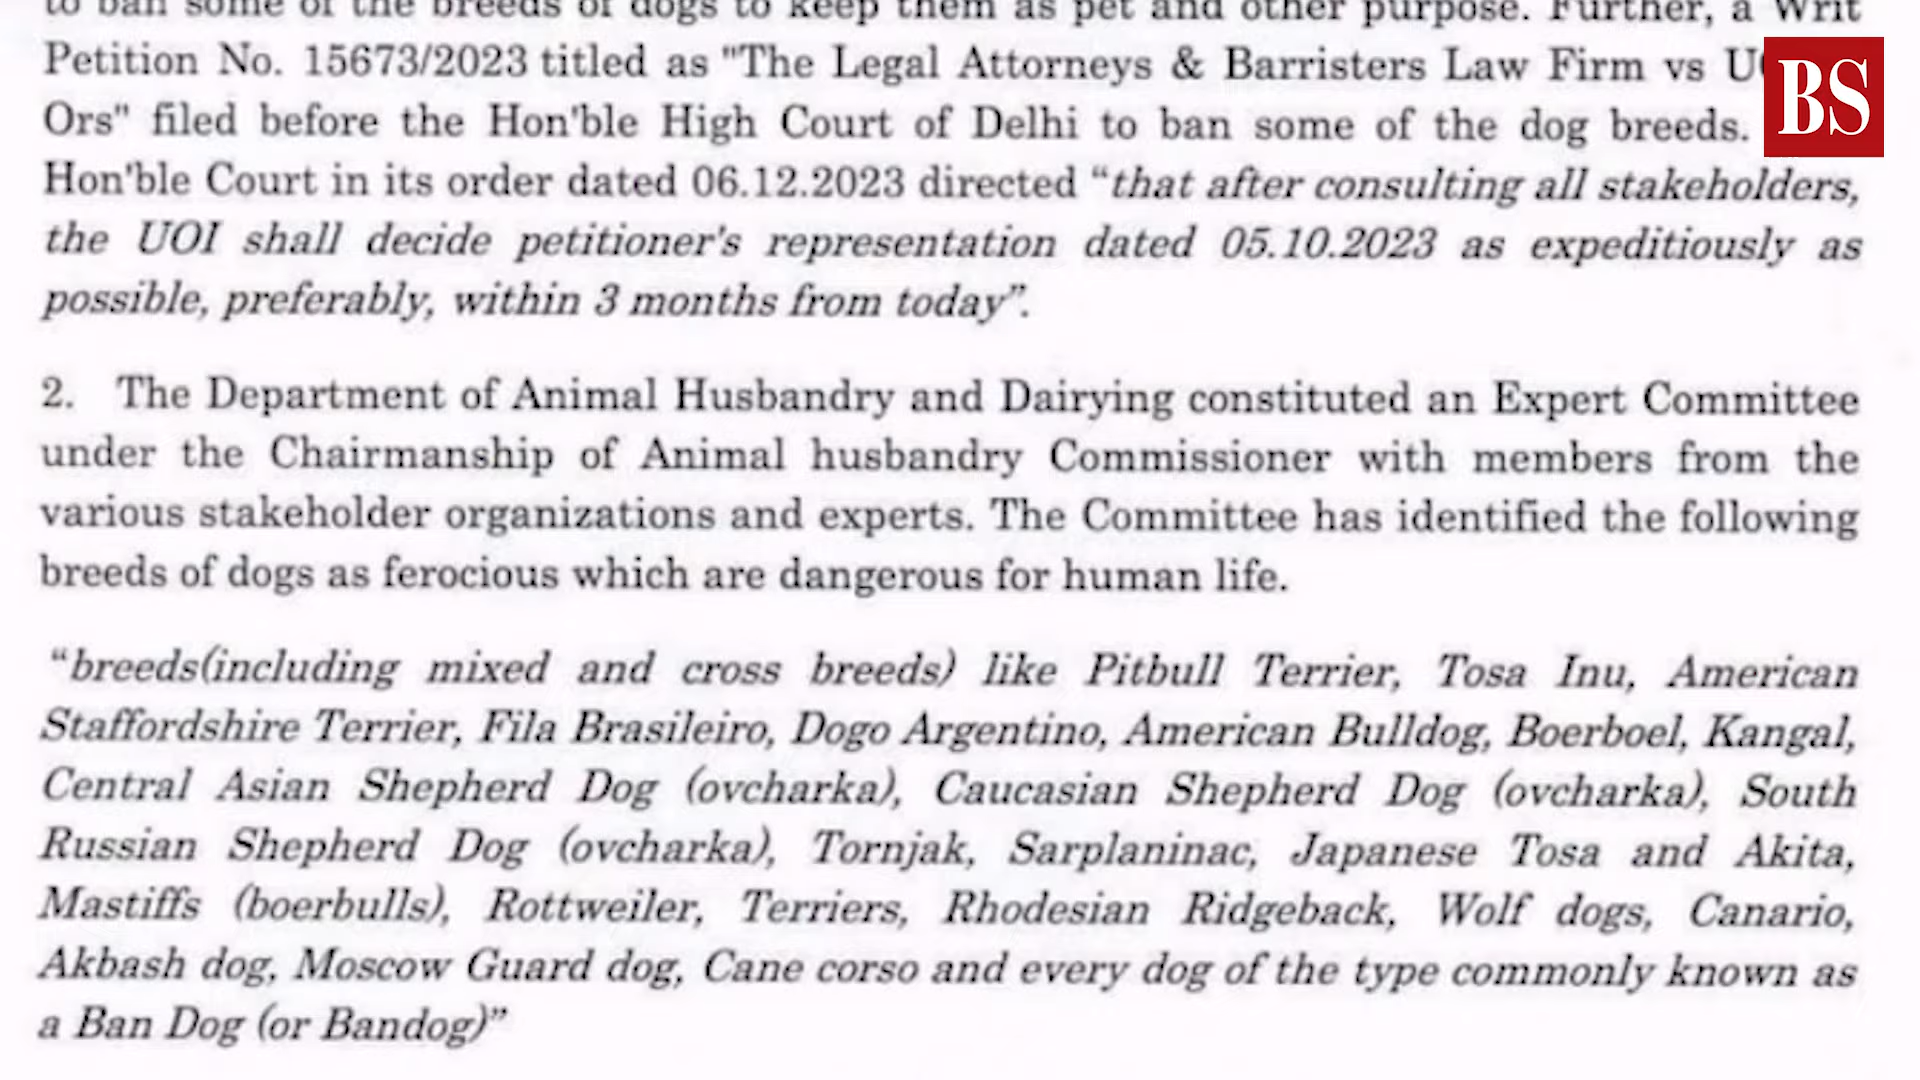 to ban some of the breeds of dogs to keep them as pet and other purpose. Further, a Writ
Petition No. 15673/2023 titled as "The Legal Attorneys & Barristers Law Firm vs
Ors" filed before the Hon'ble High Court of Delhi to ban some of the dog breeds.
Hon'ble Court in its order dated 06.12.2023 directed “that after consulting all stakeholders,
the UOI shall decide petitioner's representation dated 05.10.2023 as expeditiously as
possible, preferably, within 3 months from today”.
2. The Department of Animal Husbandry and Dairying constituted an Expert Committee
under the Chairmanship of Animal husbandry Commissioner with members from the
various stakeholder organizations and experts. The Committee has identified the following
breeds of dogs as ferocious which are dangerous for human life.
“breeds(including mixed and cross breeds) like Pitbull Terrier, Tosa Inu, American
Staffordshire Terrier, Fila Brasileiro, Dogo Argentino, American Bulldog, Boerboel, Kangal,
Central Asian Shepherd Dog (ovcharka), Caucasian Shepherd Dog (ovcharka), South
Russian Shepherd Dog (ovcharka), Tornjak, Sarplaninac, Japanese Tosa and Akita,
Mastiffs (boerbulls), Rottweiler, Terriers, Rhodesian Ridgeback, Wolf dogs, Canario,
Akbash dog, Moscow Guard dog, Cane corso and every dog of the type commonly known as
a Ban Dog (or Bandog)”
BS